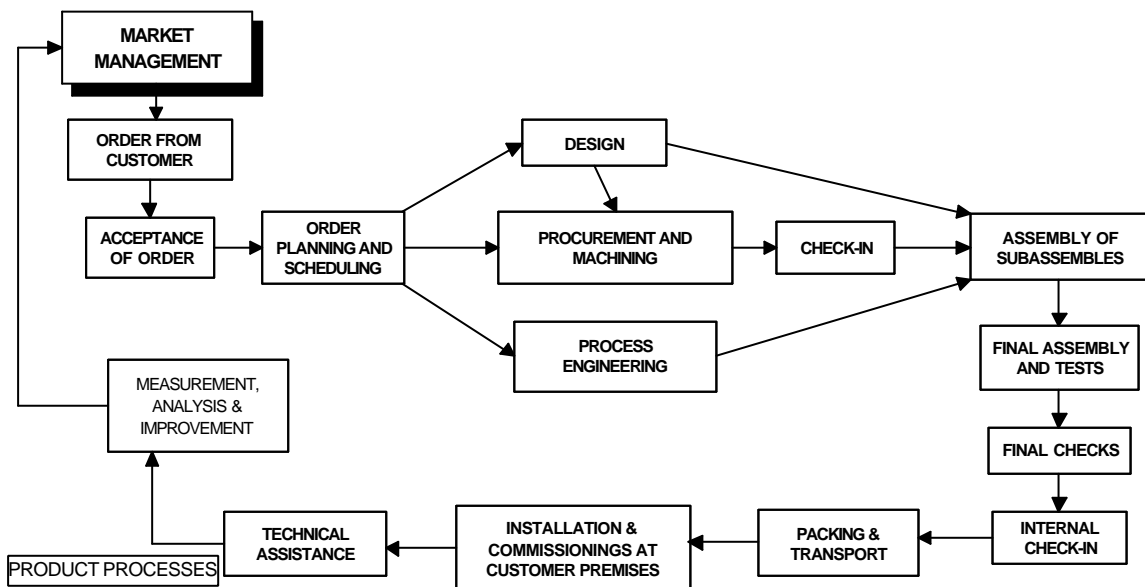 MARKET
MANAGEMENT
ORDER FROM
CUSTOMER
ACCEPTANCE
OF ORDER
ORDER
PLANNING AND
SCHEDULING
DESIGN
PROCUREMENT AND
MACHINING
CHECK-IN
PROCESS
ENGINEERING
ASSEMBLY OF
SUBASSEMBLES
FINAL ASSEMBLY
AND TESTS
FINAL CHECKS
INTERNAL
CHECK-IN
PACKING &
TRANSPORT
INSTALLATION &
COMMISSIONINGS AT
CUSTOMER PREMISES
TECHNICAL
ASSISTANCE
MEASUREMENT,
ANALYSIS &
IMPROVEMENT
PRODUCT PROCESSES